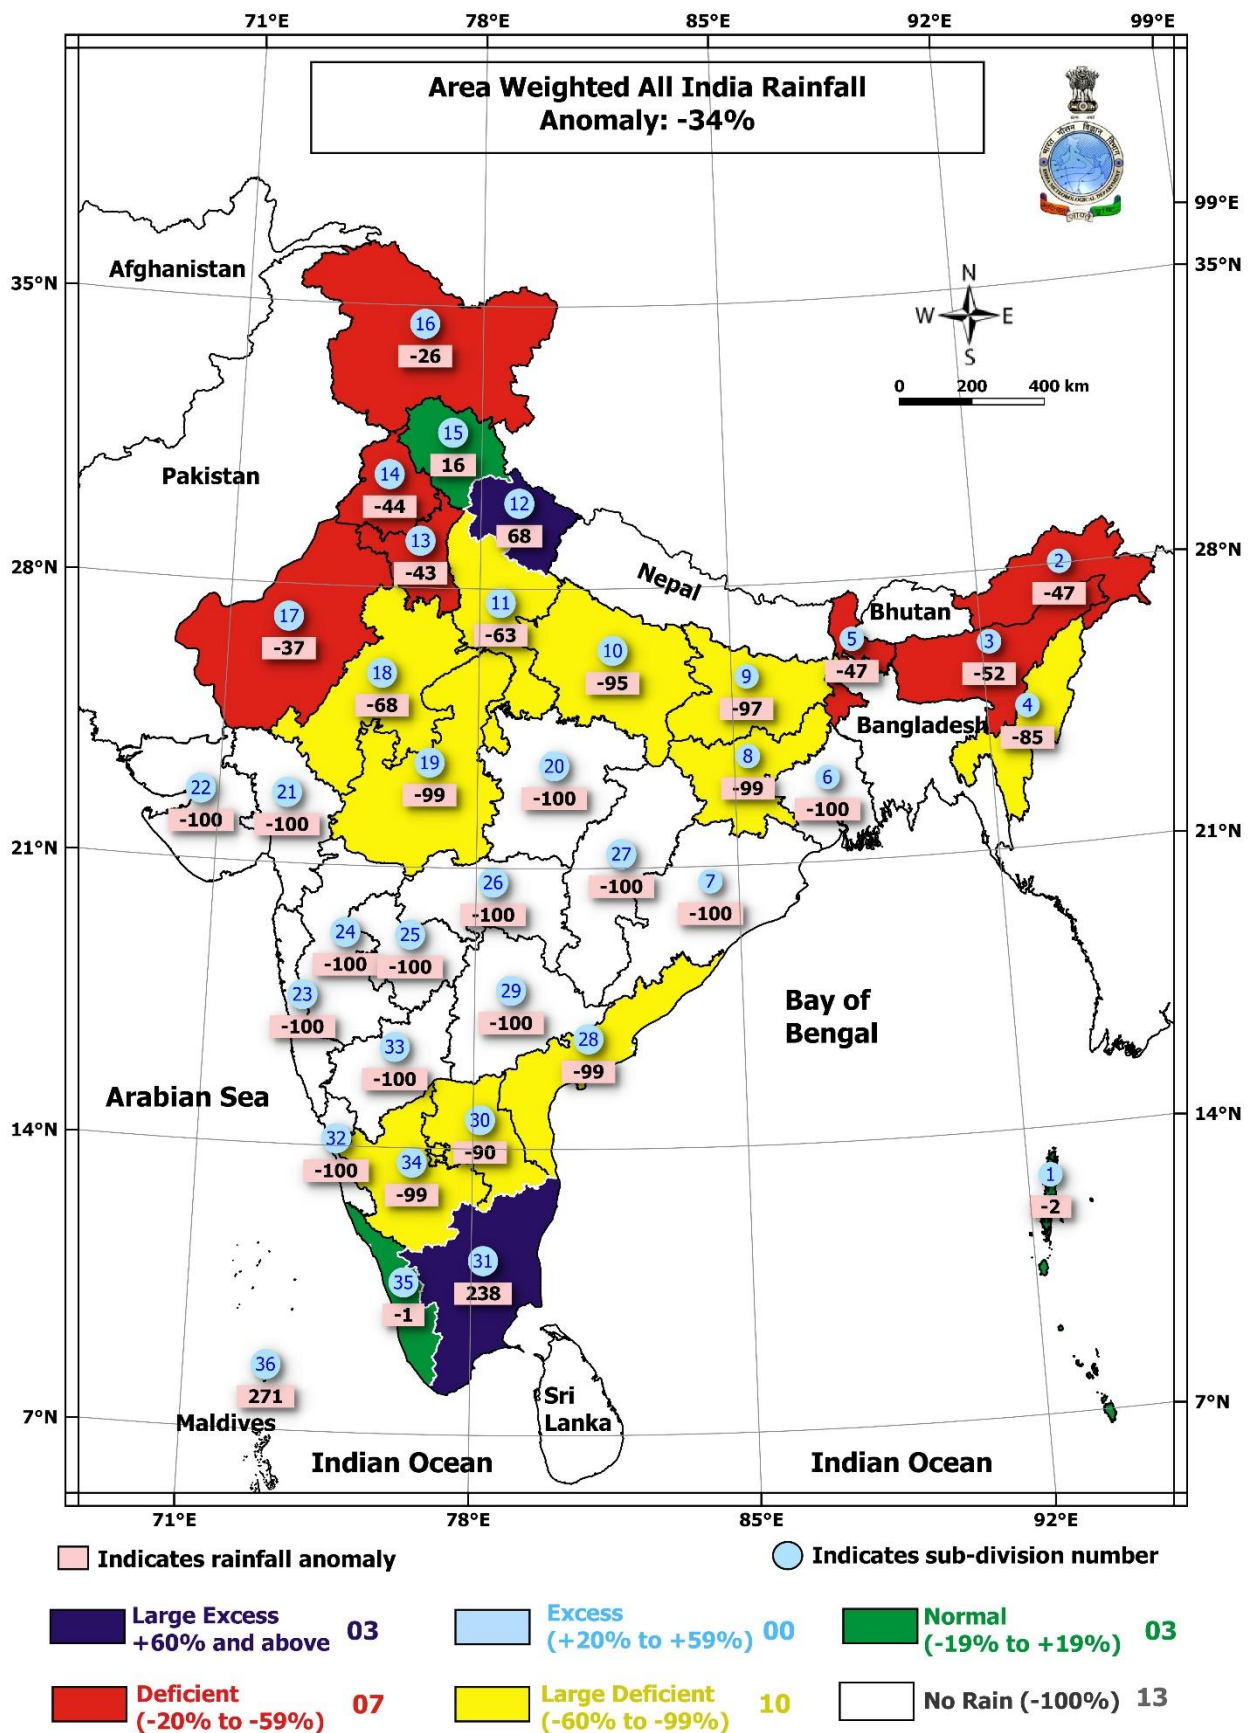 71°E 78°E 85°E 92°E 99°E
Area Weighted All India Rainfall
Anomaly: -34%
99°E
35°N
35°N
Afghanistan
N
W E
S
0 200 400 km
16
-26
15
16
Pakistan
14
-44
12
68
13
-43
28°N
28°N
Nepal
2
-47
Bhutan
11
-63
17
-37
5
-47
3
-52
10
-95
18
-68
9
-97
4
-85
Bangladesh
19
-99
20
-100
8
-99
6
-100
22
-100
21
-100
21°N
21°N
27
-100
26
-100
7
-100
24
-100
25
-100
23
-100
29
-100
Bay of
Bengal
28
-99
33
-100
Arabian Sea
14°N
14°N
30
-90
32
-100
34
-99
1
-2
31
238
35
-1
36
271
Maldives
Sri
Lanka
7°N
7°N
Indian Ocean
Indian Ocean
71°E 78°E 85°E 92°E
Indicates rainfall anomaly
Indicates sub-division number
Large Excess
+60% and above 03
Excess
(+20% to +59%) 00
Normal
(-19% to +19%) 03
Deficient
(-20% to -59%) 07
Large Deficient
(-60% to -99%) 10
No Rain (-100%) 13